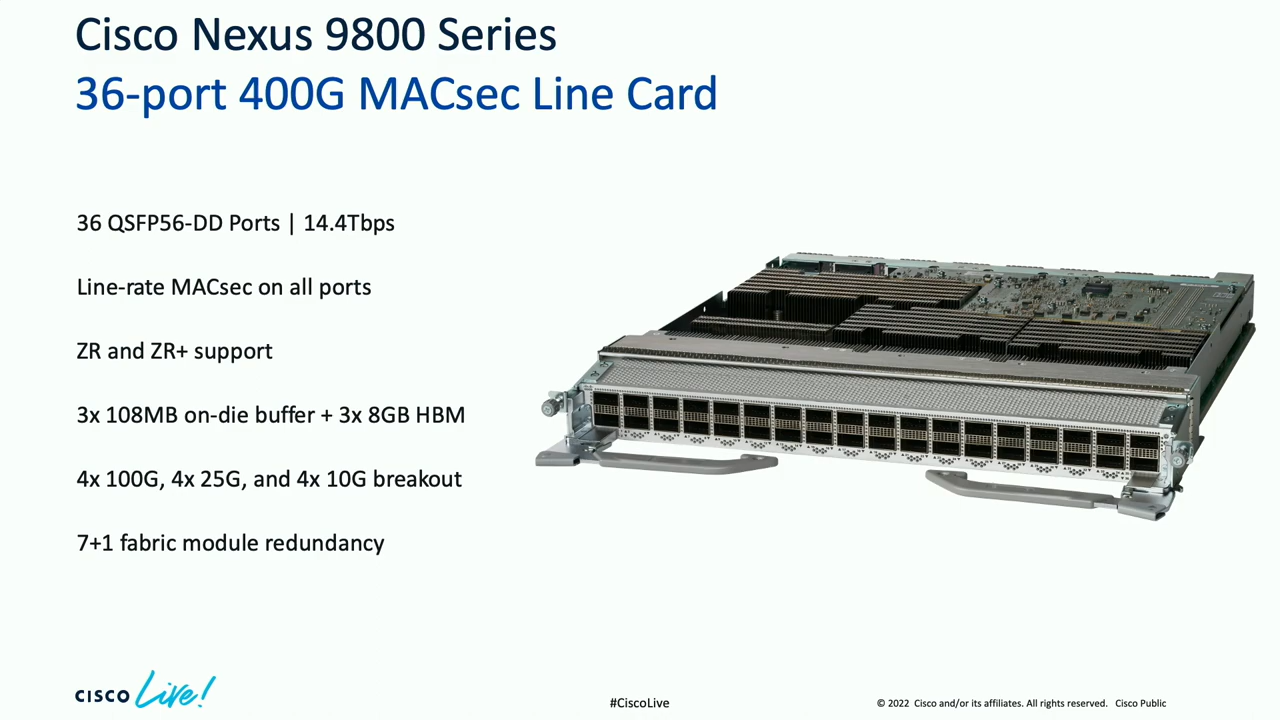 Cisco Nexus 9800 Series
36-port 400G MACsec Line Card
36 QSFP56-DD Ports | 14.4Tbps
Line-rate MACsec on all ports
ZR and ZR+ support
3x 108MB on-die buffer + 3x 8GB HBM
4x 100G, 4x 25G, and 4x 10G breakout
7+1 fabric module redundancy
CISCO Live!
#CiscoLive
© 2022 Cisco and/or its affiliates. All rights reserved. Cisco Public